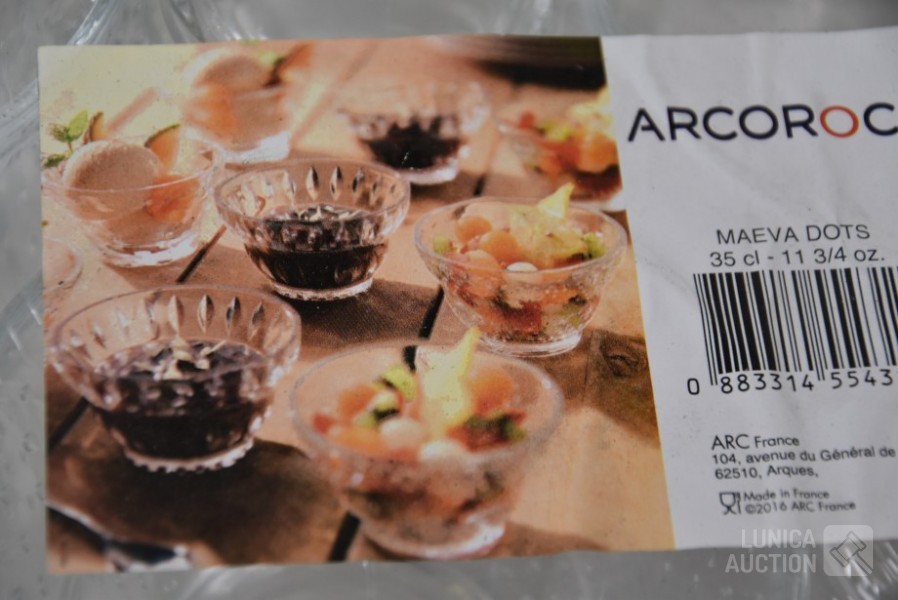 ARCOROC
MAEVA DOTS
35 cl - 11 3/4 oz.
0 883314 5543
ARC France
104, avenue du Général de
62510, Arques,
Made in France
©2016 ARC France
LUNICA
AUCTION